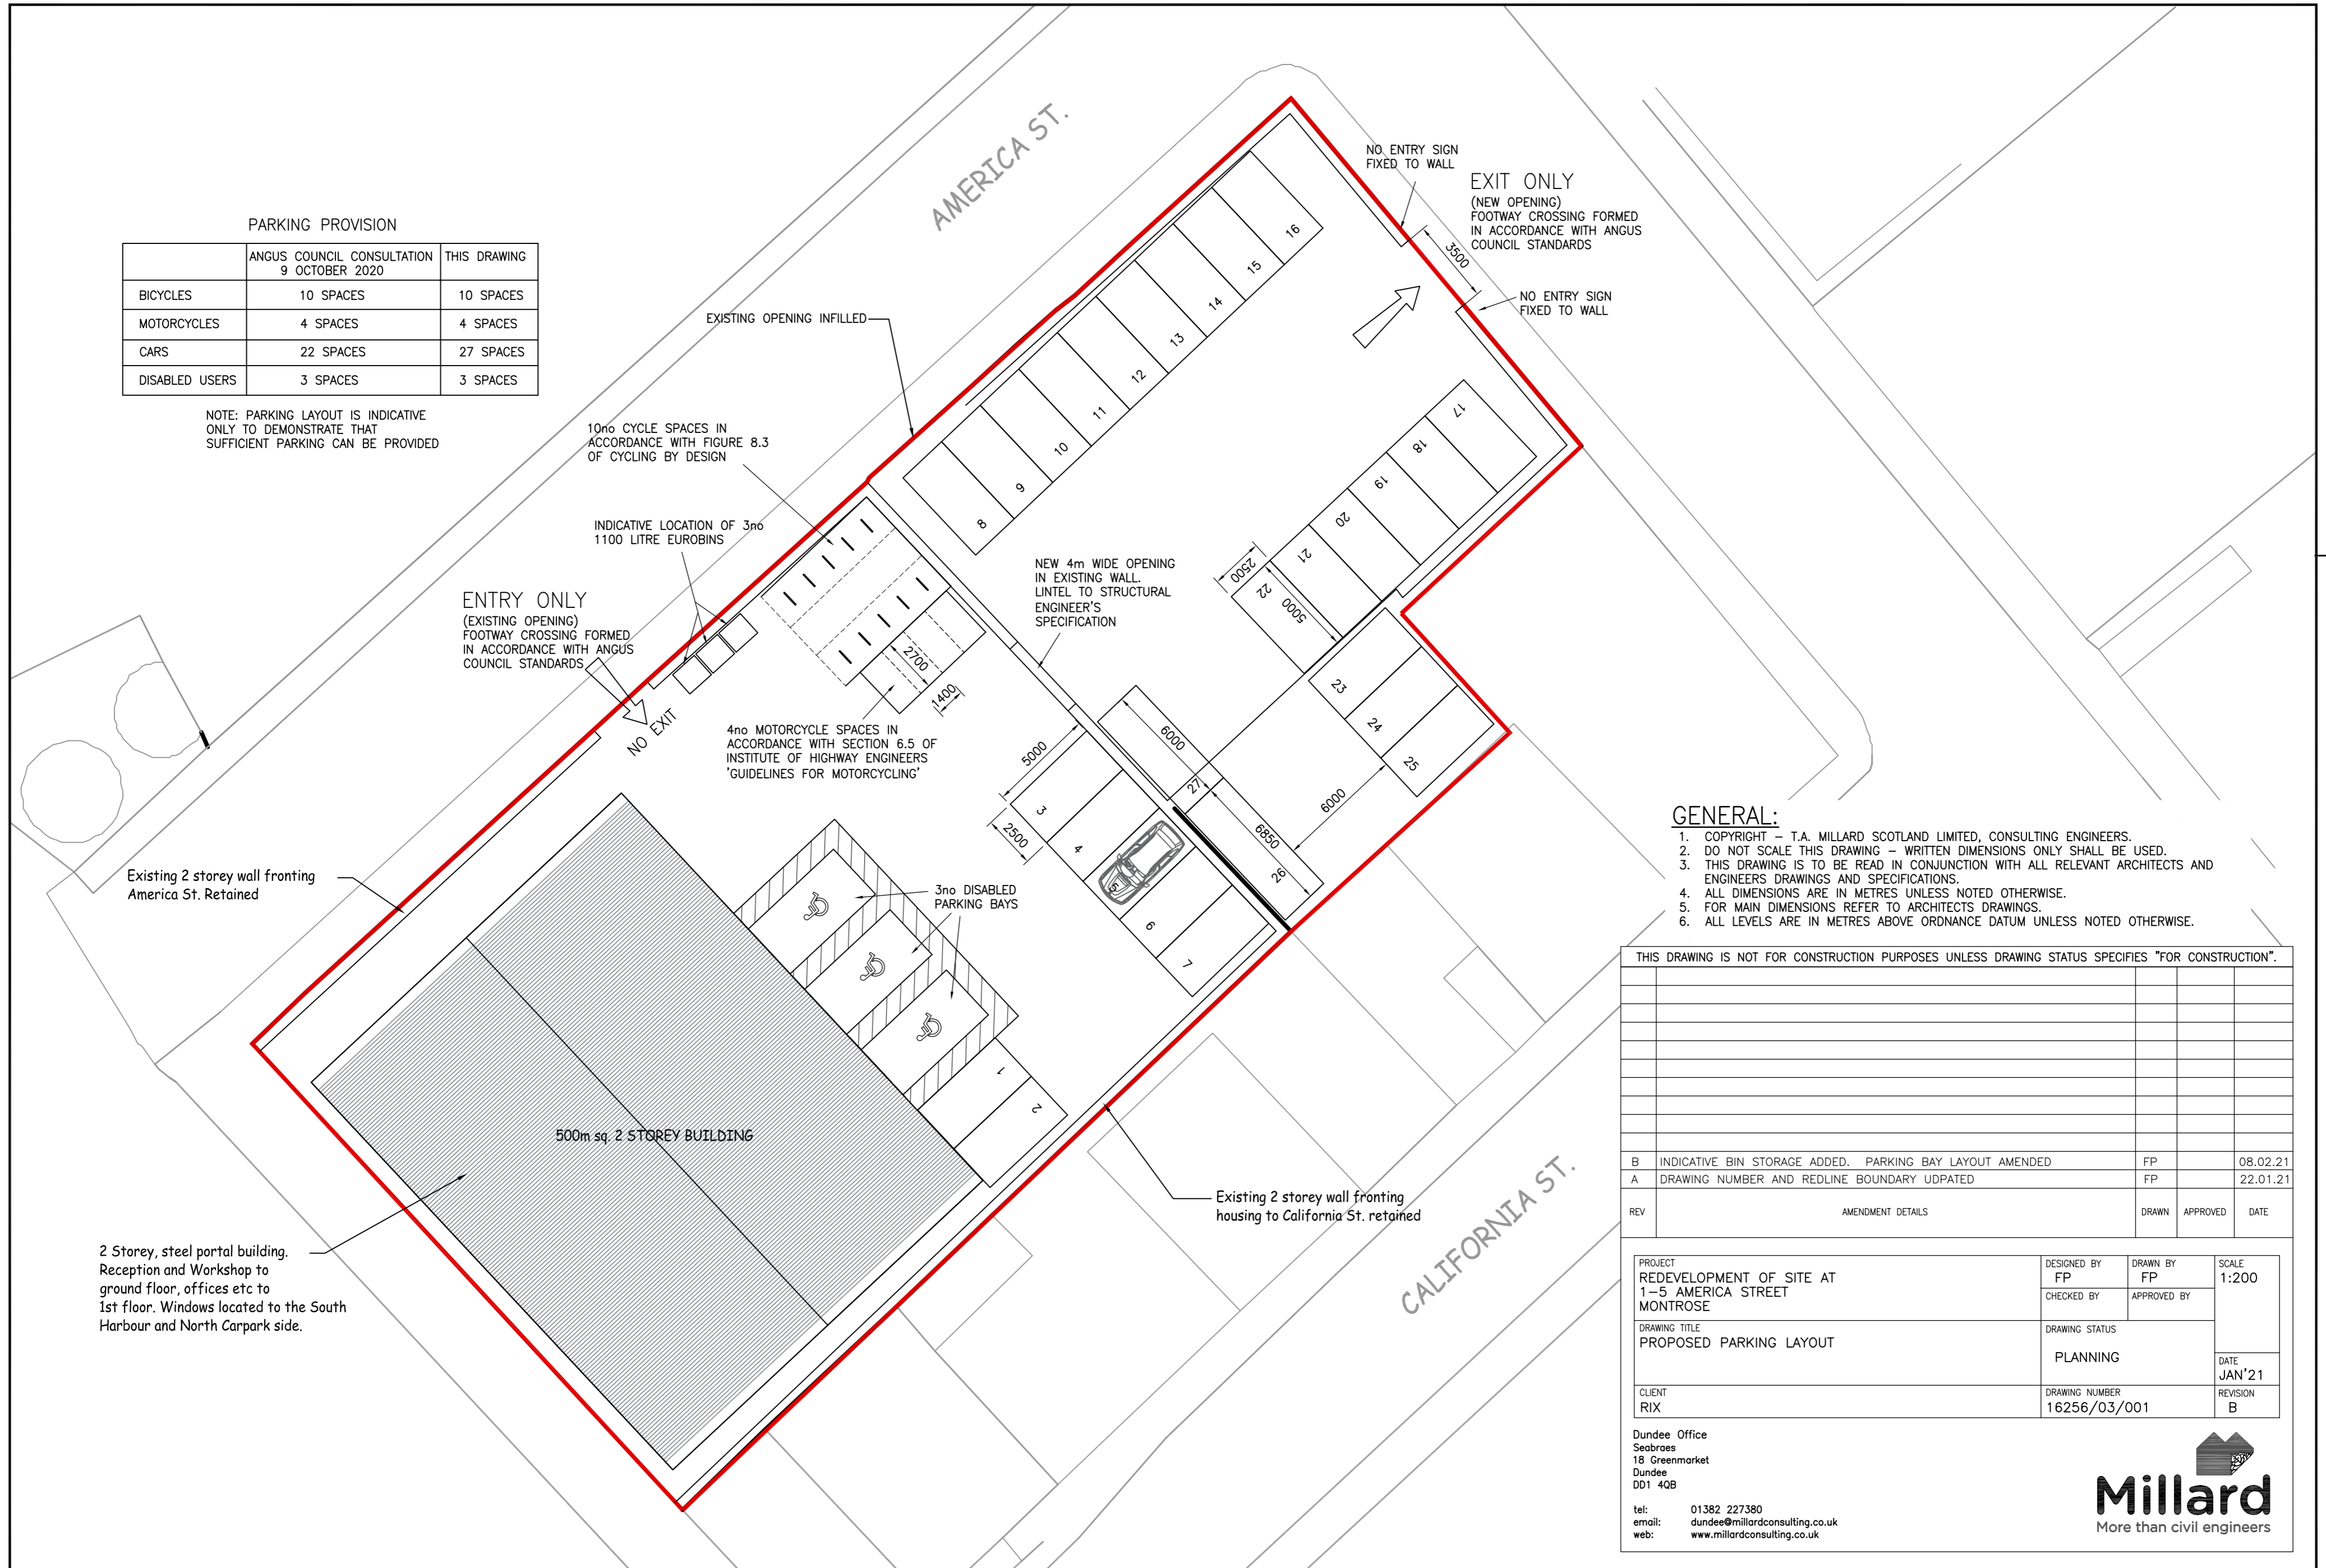 AMERICA ST.
PARKING PROVISION
ANGUS COUNCIL CONSULTATION
9 OCTOBER 2020
THIS DRAWING
BICYCLES 10 SPACES 10 SPACES
MOTORCYCLES 4 SPACES 4 SPACES
CARS 22 SPACES 27 SPACES
DISABLED USERS 3 SPACES 3 SPACES
NOTE: PARKING LAYOUT IS INDICATIVE
ONLY TO DEMONSTRATE THAT
SUFFICIENT PARKING CAN BE PROVIDED
NO ENTRY SIGN
FIXED TO WALL
EXIT ONLY
(NEW OPENING)
FOOTWAY CROSSING FORMED
IN ACCORDANCE WITH ANGUS
COUNCIL STANDARDS
3500
NO ENTRY SIGN
FIXED TO WALL
EXISTING OPENING INFILLED
16
15
14
13
12
11
10
9
8
10no CYCLE SPACES IN
ACCORDANCE WITH FIGURE 8.3
OF CYCLING BY DESIGN
INDICATIVE LOCATION OF 3no
1100 LITRE EUROBINS
ENTRY ONLY
(EXISTING OPENING)
FOOTWAY CROSSING FORMED
IN ACCORDANCE WITH ANGUS
COUNCIL STANDARDS
NO EXIT
17
18
19
20
21
22
2500
5000
NEW 4m WIDE OPENING
IN EXISTING WALL.
LINTEL TO STRUCTURAL
ENGINEER'S
SPECIFICATION
2700
1400
4no MOTORCYCLE SPACES IN
ACCORDANCE WITH SECTION 6.5 OF
INSTITUTE OF HIGHWAY ENGINEERS
'GUIDELINES FOR MOTORCYCLING'
23
24
25
6000
27
6850
26
6000
5000
2500
3
4
5
6
7
Existing 2 storey wall fronting
America St. Retained
3no DISABLED
PARKING BAYS
1
2
500m sq. 2 STOREY BUILDING
2 Storey, steel portal building.
Reception and Workshop to
ground floor, offices etc to
1st floor. Windows located to the South
Harbour and North Carpark side.
Existing 2 storey wall fronting
housing to California St. retained
CALIFORNIA ST.
GENERAL:
1. COPYRIGHT – T.A. MILLARD SCOTLAND LIMITED, CONSULTING ENGINEERS.
2. DO NOT SCALE THIS DRAWING – WRITTEN DIMENSIONS ONLY SHALL BE USED.
3. THIS DRAWING IS TO BE READ IN CONJUNCTION WITH ALL RELEVANT ARCHITECTS AND
ENGINEERS DRAWINGS AND SPECIFICATIONS.
4. ALL DIMENSIONS ARE IN METRES UNLESS NOTED OTHERWISE.
5. FOR MAIN DIMENSIONS REFER TO ARCHITECTS DRAWINGS.
6. ALL LEVELS ARE IN METRES ABOVE ORDNANCE DATUM UNLESS NOTED OTHERWISE.
THIS DRAWING IS NOT FOR CONSTRUCTION PURPOSES UNLESS DRAWING STATUS SPECIFIES "FOR CONSTRUCTION".
B INDICATIVE BIN STORAGE ADDED. PARKING BAY LAYOUT AMENDED FP 08.02.21
A DRAWING NUMBER AND REDLINE BOUNDARY UDPATED FP 22.01.21
REV AMENDMENT DETAILS DRAWN APPROVED DATE
PROJECT
REDEVELOPMENT OF SITE AT
1–5 AMERICA STREET
MONTROSE
DESIGNED BY
FP
DRAWN BY
FP
SCALE
1:200
CHECKED BY
APPROVED BY
DRAWING TITLE
PROPOSED PARKING LAYOUT
DRAWING STATUS
PLANNING
DATE
JAN'21
CLIENT
RIX
DRAWING NUMBER
16256/03/001
REVISION
B
Dundee Office
Seabraes
18 Greenmarket
Dundee
DD1 4QB
tel: 01382 227380
email: dundee@millardconsulting.co.uk
web: www.millardconsulting.co.uk
Millard
More than civil engineers